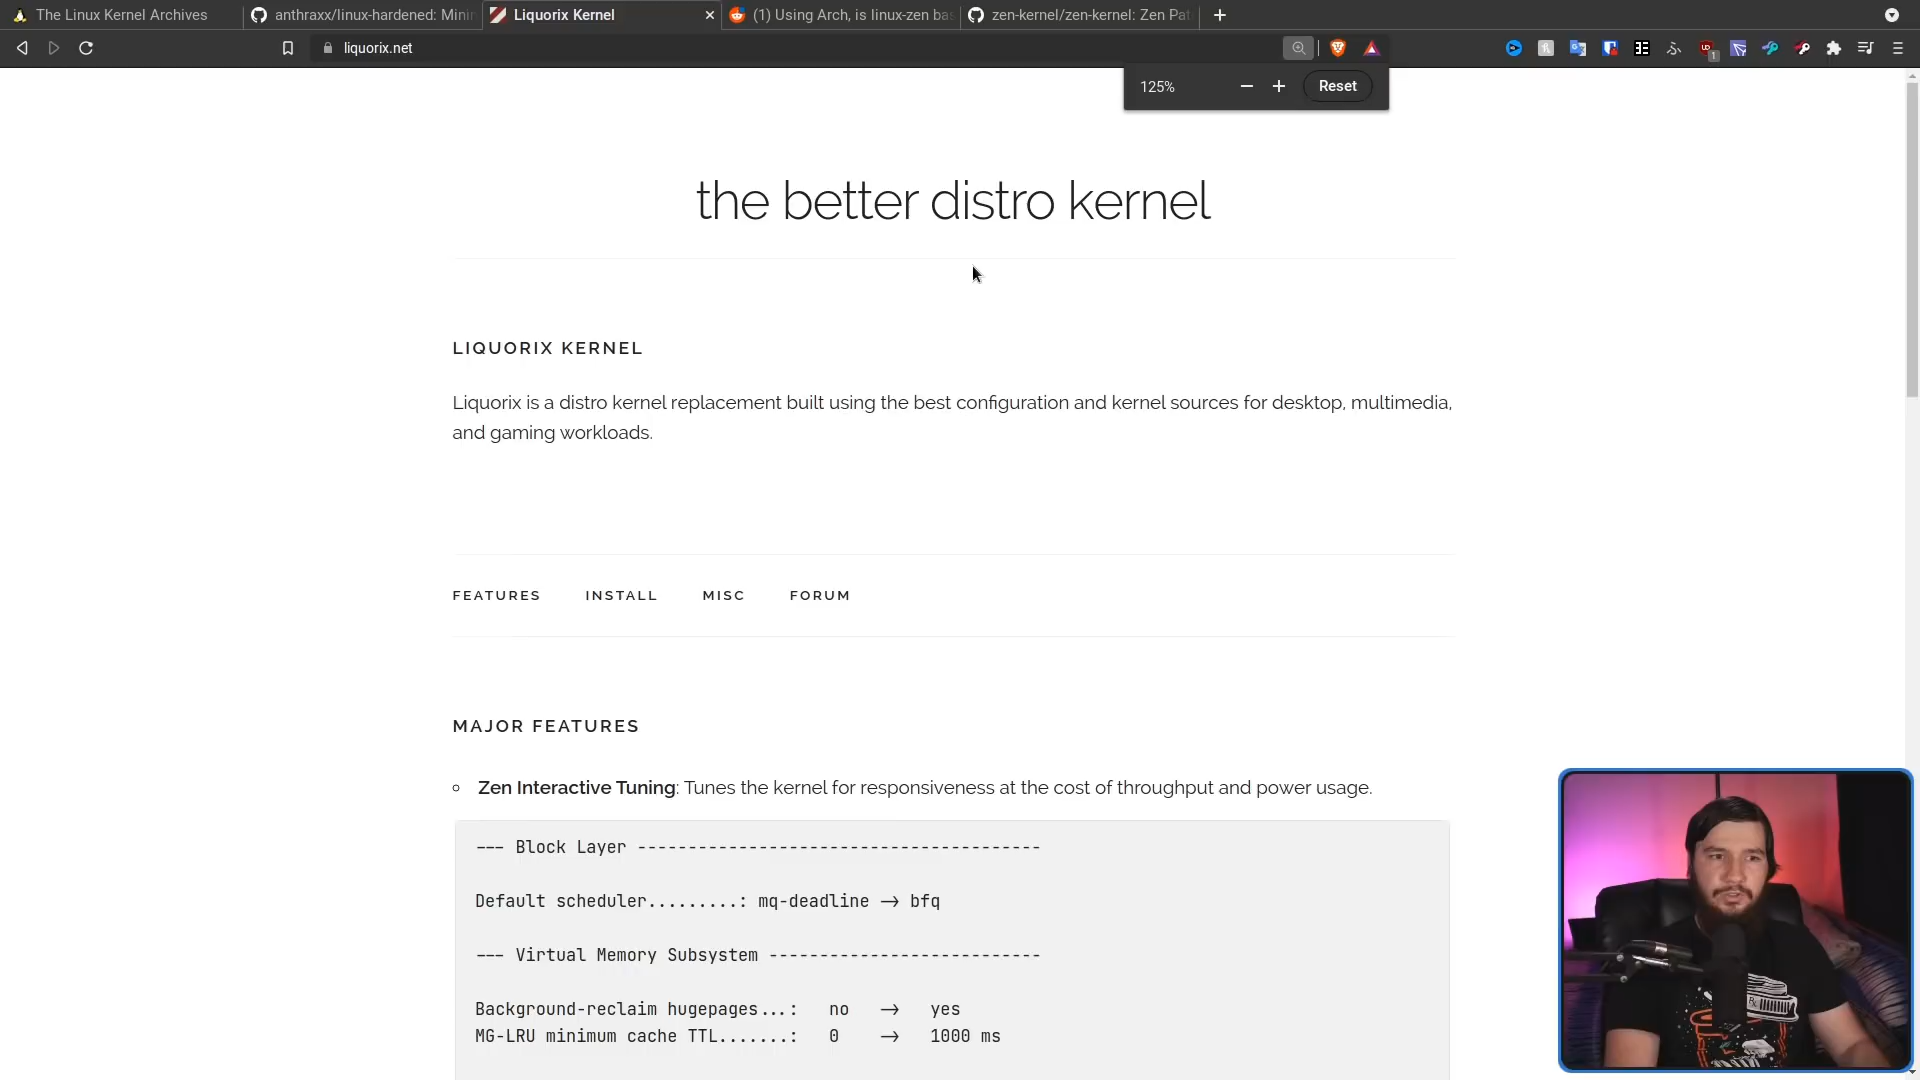 The Linux Kernel Archives
anthraxx/linux-hardened: Mini
Liquorix Kernel
(1) Using Arch, is linux-zen bas
zen-kernel/zen-kernel: Zen Pat
liquorix.net
125%
Reset
the better distro kernel
LIQUORIX KERNEL
Liquorix is a distro kernel replacement built using the best configuration and kernel sources for desktop, multimedia,
and gaming workloads.
FEATURES INSTALL MISC FORUM
MAJOR FEATURES
Zen Interactive Tuning: Tunes the kernel for responsiveness at the cost of throughput and power usage.
--- Block Layer ----------------------------------------
Default scheduler.........: mq-deadline -> bfq
--- Virtual Memory Subsystem ---------------------------
Background-reclaim hugepages...: no -> yes
MG-LRU minimum cache TTL.......: 0 -> 1000 ms